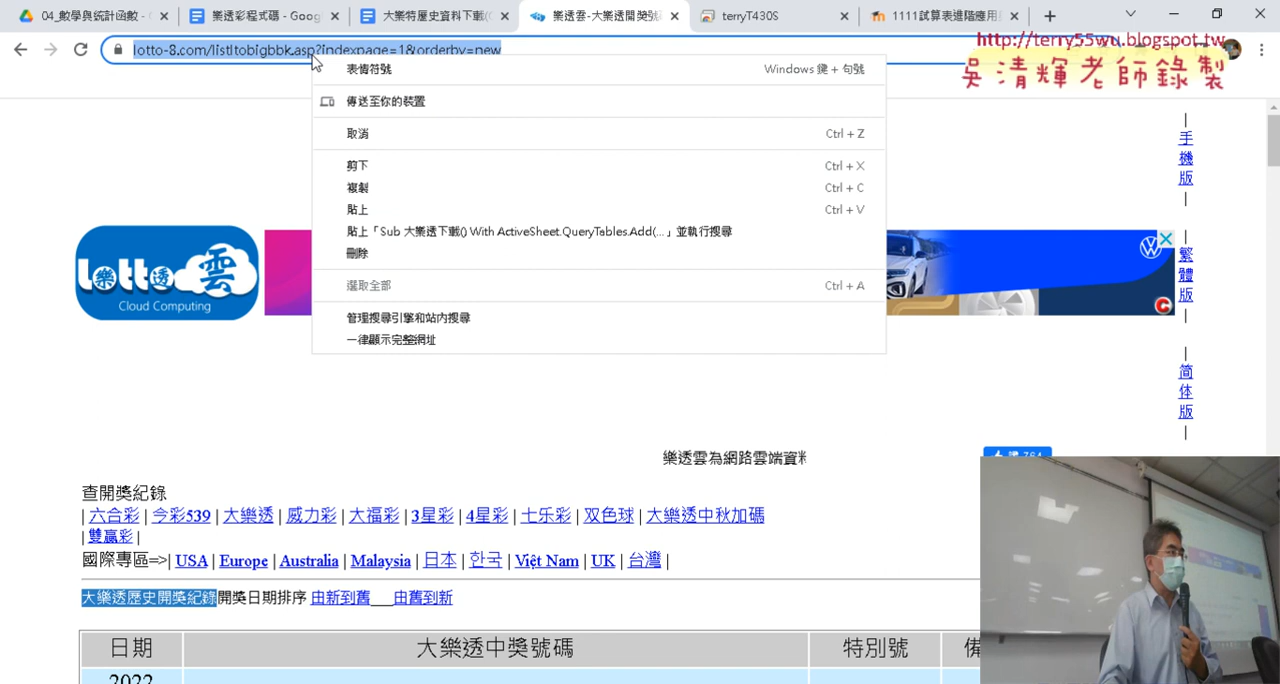 04_數學與統計函數 - G
樂透彩程式碼 - Goog
大樂特歷史資料下載(
樂透雲-大樂透開獎號
terryT430S
1111試算表進階應用
lotto-8.com/listltobigbbk.asp?indexpage=1&orderby=new
http://terry55wu.blogspot.tw
吳清輝老師錄製
表情符號 Windows 鍵 + 句號
傳送至你的裝置
取消 Ctrl + Z
剪下 Ctrl + X
複製 Ctrl + C
貼上 Ctrl + V
貼上「Sub 大樂透下載() With ActiveSheet.QueryTables.Add(...」並執行搜尋
刪除
選取全部 Ctrl + A
管理搜尋引擎和站內搜尋
一律顯示完整網址
| 手機版 |
| 繁體版 |
| 简体版 |
lotto 樂透 雲
Cloud Computing
樂透雲為網路雲端資料
讚 784
查開獎紀錄
| 六合彩 | 今彩539 | 大樂透 | 威力彩 | 大福彩 | 3星彩 | 4星彩 | 七乐彩 | 双色球 | 大樂透中秋加碼
| 雙贏彩 |
國際專區=>| USA | Europe | Australia | Malaysia | 日本 | 한국 | Việt Nam | UK | 台灣 |
大樂透歷史開獎紀錄開獎日期排序 由新到舊___由舊到新
日期 大樂透中獎號碼 特別號 備
2022